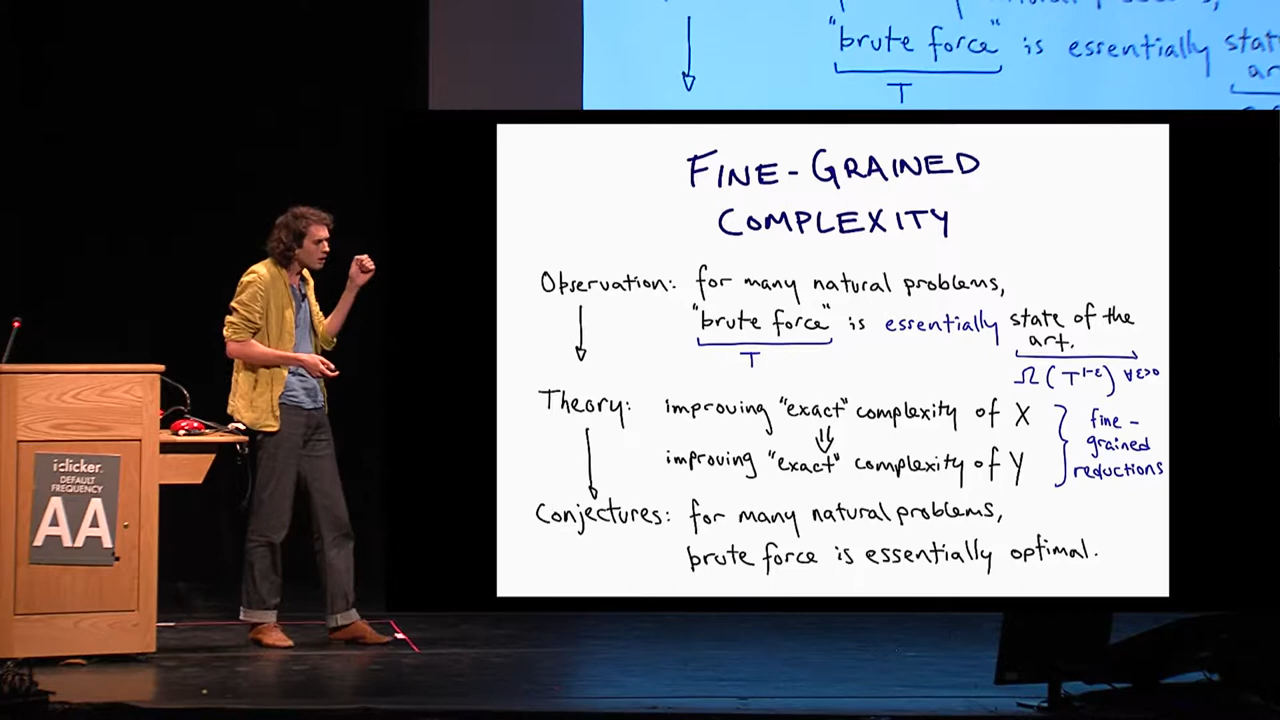 "brute force" is essentially
T
FINE-GRAINED
COMPLEXITY
Observation: for many natural problems,
"brute force" is essentially state of the
art.
T
Ω(T^{1-ε}) ∀ε>0
Theory: improving "exact" complexity of X
⇓
improving "exact" complexity of Y
fine-
grained
reductions
Conjectures: for many natural problems,
brute force is essentially optimal.
iclicker.
DEFAULT
FREQUENCY
AA